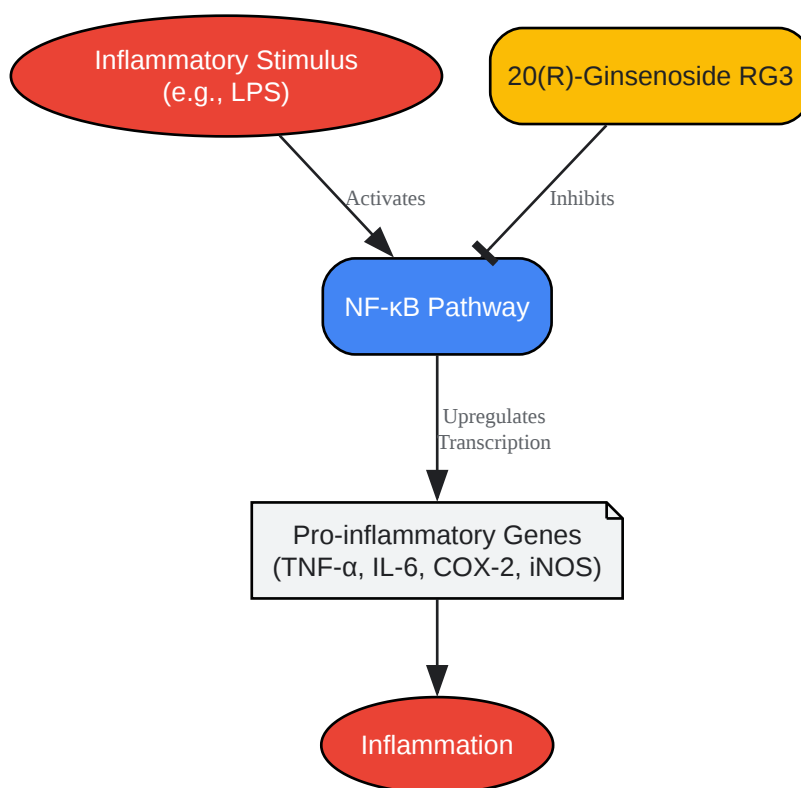 Inflammatory Stimulus
(e.g., LPS)
20(R)-Ginsenoside RG3
Activates
Inhibits
NF-κB Pathway
Upregulates
Transcription
Pro-inflammatory Genes
(TNF-α, IL-6, COX-2, iNOS)
Inflammation